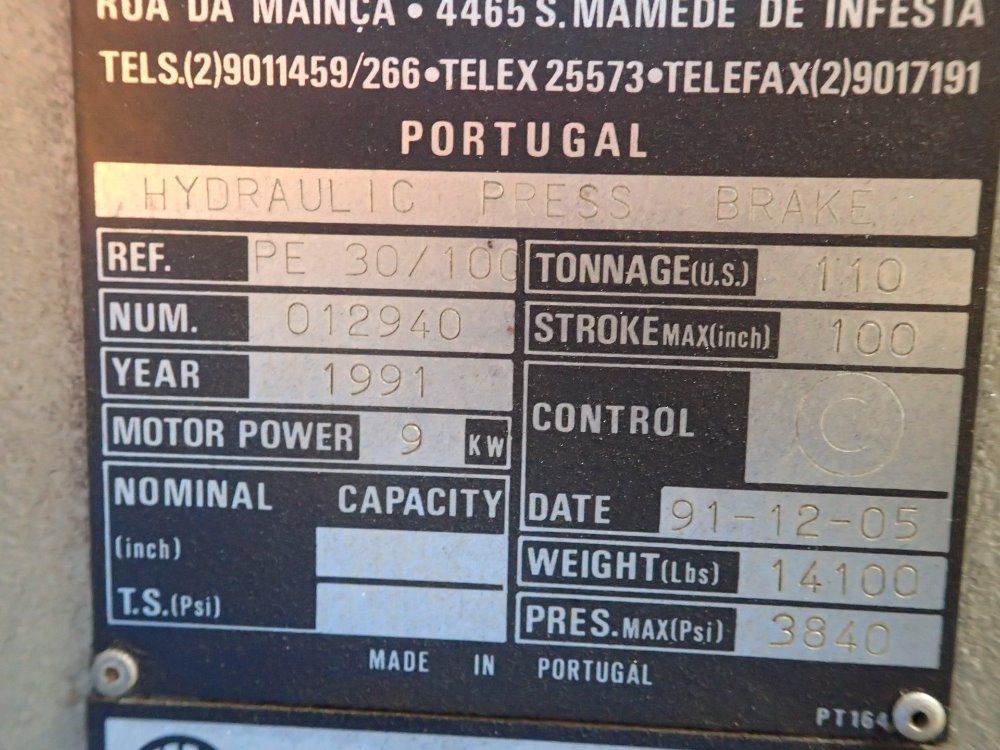 RUA DA MAINÇA • 4465 S. MAMEDE DE INFESTA
TELS.(2)9011459/266•TELEX 25573•TELEFAX(2)9017191
PORTUGAL
HYDRAULIC PRESS BRAKE
REF. PE 30/100
NUM. 012940
YEAR 1991
MOTOR POWER 9 KW
NOMINAL CAPACITY
(inch)
T.S.(Psi)
TONNAGE(U.S.) 110
STROKE MAX(inch) 100
CONTROL C
DATE 91-12-05
WEIGHT(Lbs) 14100
PRES. MAX(Psi) 3840
MADE IN PORTUGAL
PT164